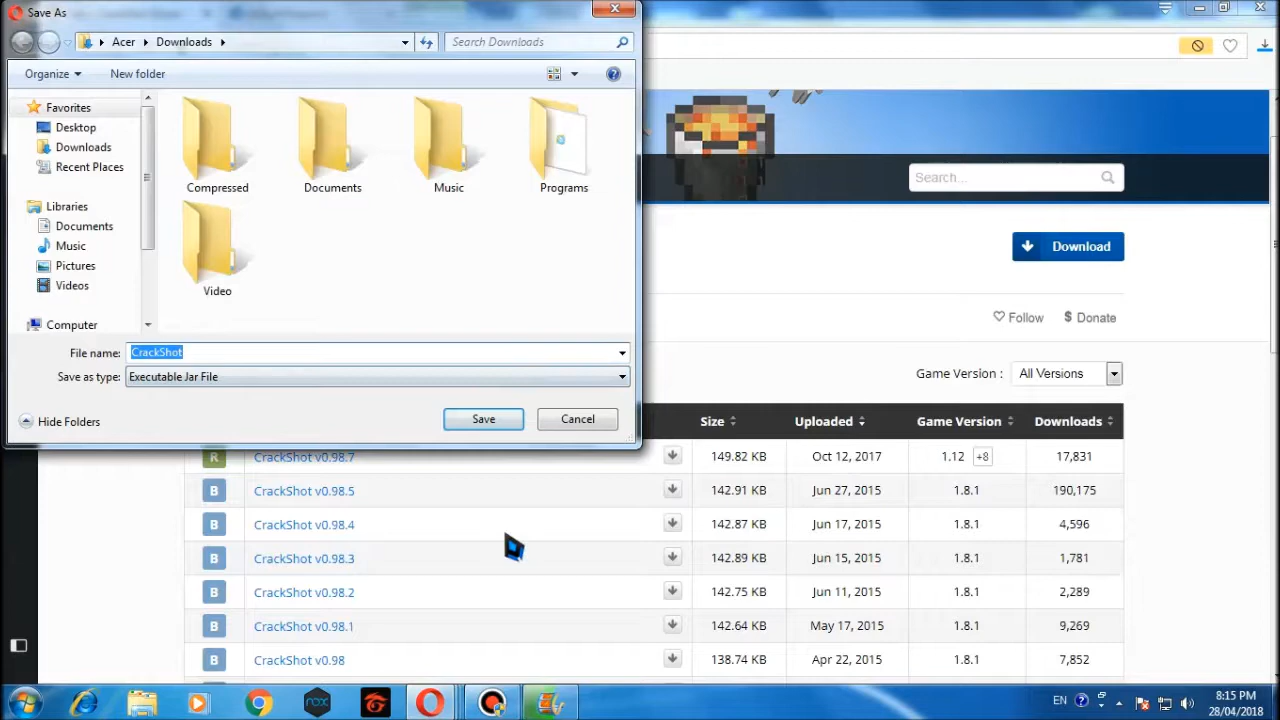 Save As
Acer Downloads
Search Downloads
Organize New folder
Favorites
Desktop
Downloads
Recent Places
Libraries
Documents
Music
Pictures
Videos
Computer
Compressed
Documents
Music
Programs
Video
File name: CrackShot
Save as type: Executable Jar File
Hide Folders
Save
Cancel
Search...
Download
Follow
$ Donate
Game Version : All Versions
Size Uploaded Game Version Downloads
R CrackShot v0.98.7 149.82 KB Oct 12, 2017 1.12 +8 17,831
B CrackShot v0.98.5 142.91 KB Jun 27, 2015 1.8.1 190,175
B CrackShot v0.98.4 142.87 KB Jun 17, 2015 1.8.1 4,596
B CrackShot v0.98.3 142.89 KB Jun 15, 2015 1.8.1 1,781
B CrackShot v0.98.2 142.75 KB Jun 11, 2015 1.8.1 2,289
B CrackShot v0.98.1 142.64 KB May 17, 2015 1.8.1 9,269
B CrackShot v0.98 138.74 KB Apr 22, 2015 1.8.1 7,852
nox
EN
8:15 PM
28/04/2018